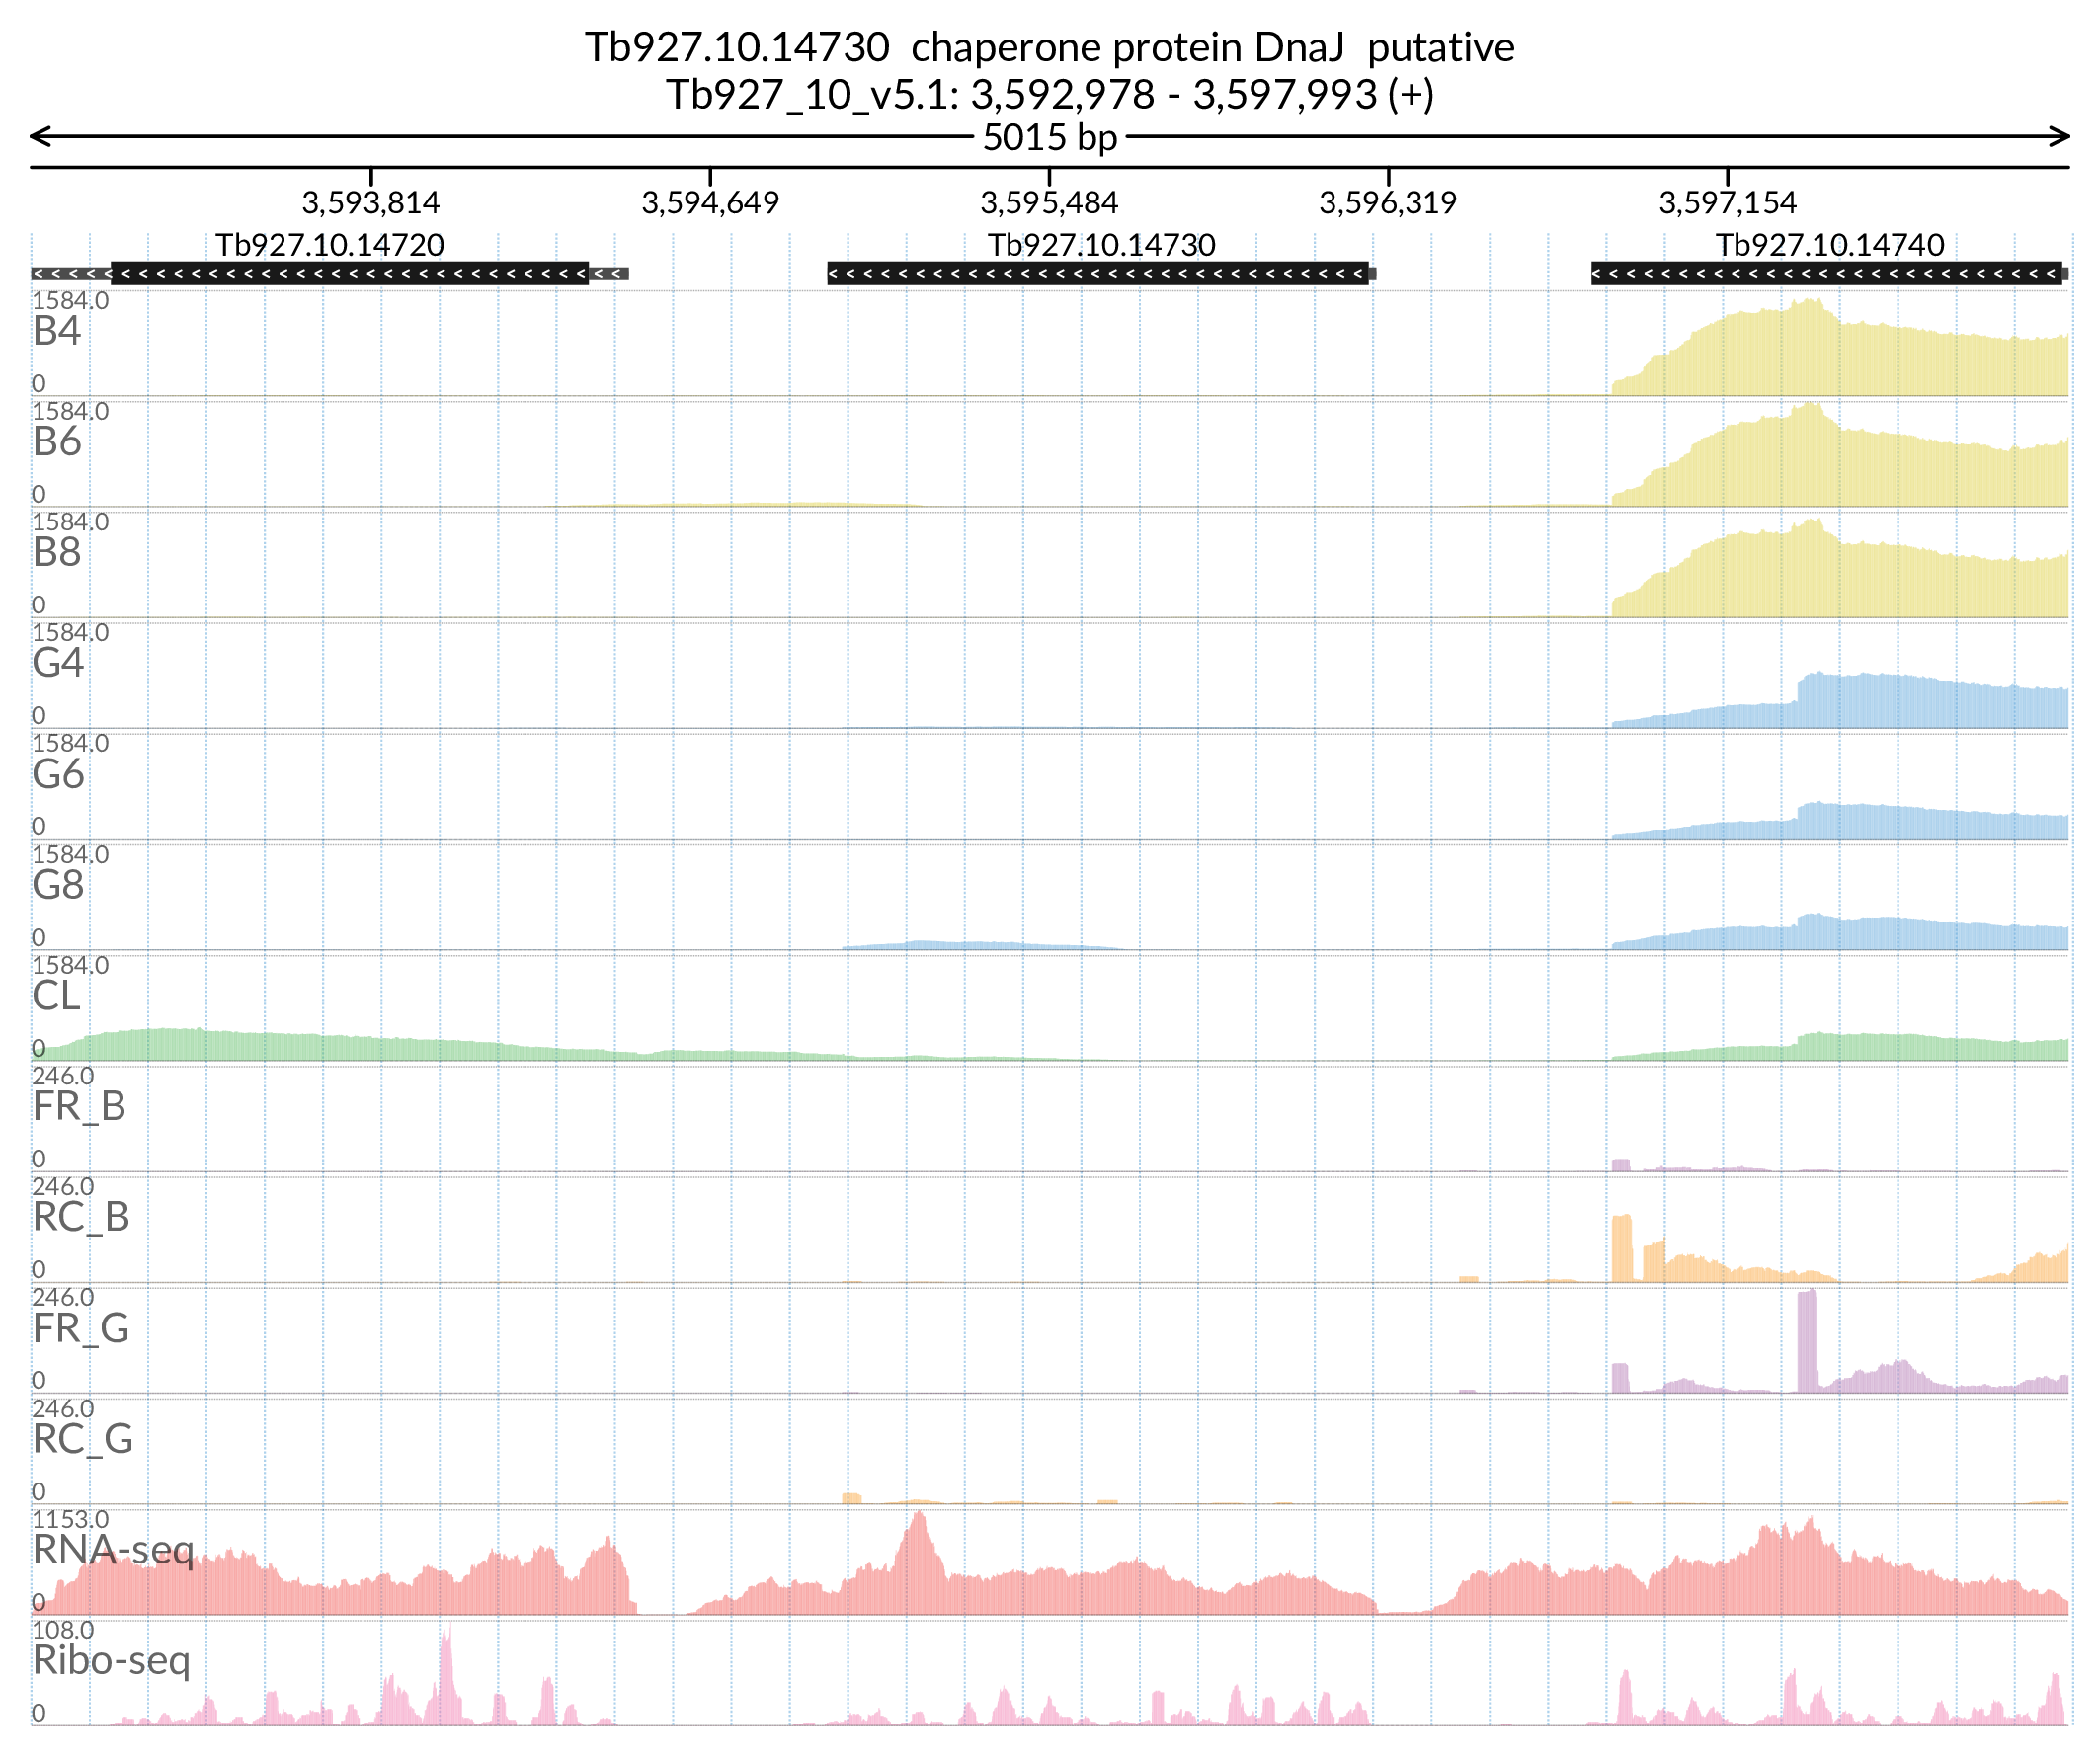 Tb927.10.14730 chaperone protein DnaJ putative
Tb927_10_v5.1: 3,592,978 - 3,597,993 (+)
5015 bp
3,593,814 3,594,649 3,595,484 3,596,319 3,597,154
Tb927.10.14720 Tb927.10.14730 Tb927.10.14740
1584.0
B4
0
1584.0
B6
0
1584.0
B8
0
1584.0
G4
0
1584.0
G6
0
1584.0
G8
0
1584.0
CL
0
246.0
FR_B
0
246.0
RC_B
0
246.0
FR_G
0
246.0
RC_G
0
1153.0
RNA-seq
0
108.0
Ribo-seq
0